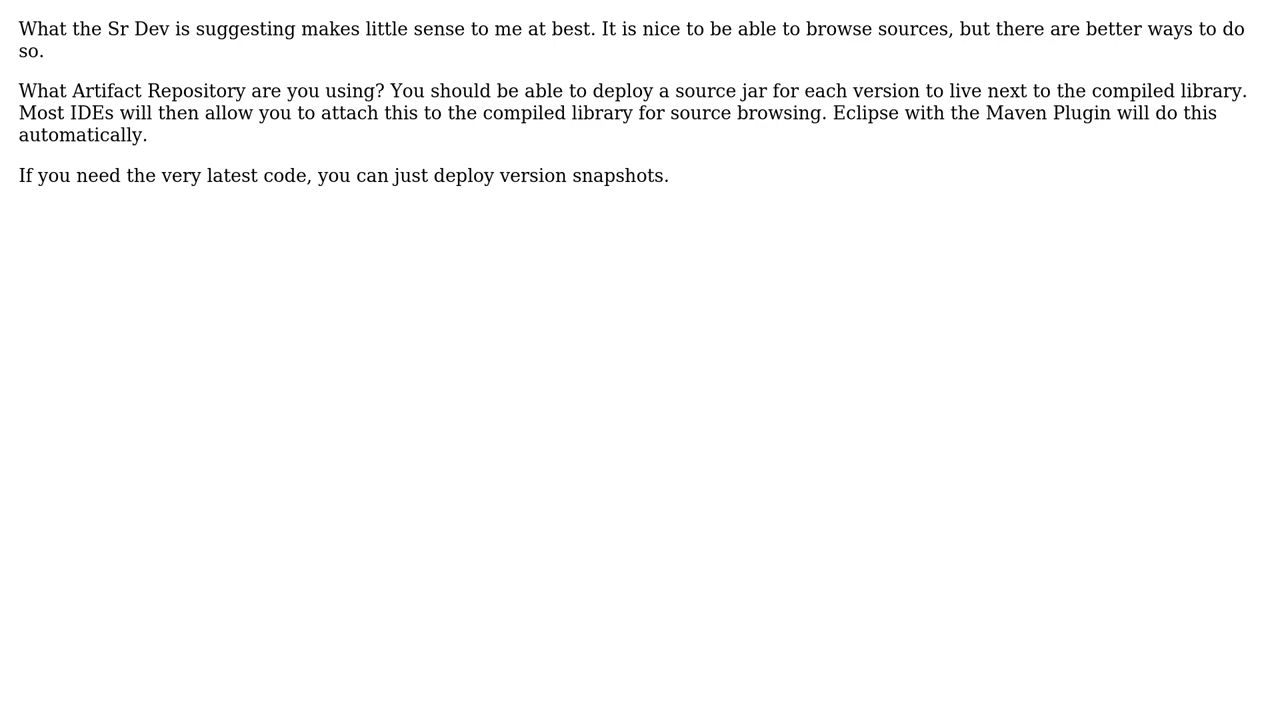 What the Sr Dev is suggesting makes little sense to me at best. It is nice to be able to browse sources, but there are better ways to do
so.
What Artifact Repository are you using? You should be able to deploy a source jar for each version to live next to the compiled library.
Most IDEs will then allow you to attach this to the compiled library for source browsing. Eclipse with the Maven Plugin will do this
automatically.
If you need the very latest code, you can just deploy version snapshots.